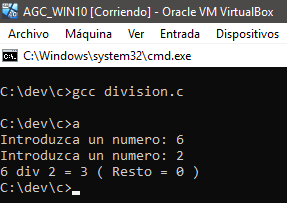 AGC_WIN10 [Corriendo] - Oracle VM VirtualBox
Archivo Máquina Ver Entrada Dispositivos
C:\Windows\system32\cmd.exe
C:\dev\c>gcc division.c
C:\dev\c>a
Introduzca un numero: 6
Introduzca un numero: 2
6 div 2 = 3 ( Resto = 0 )
C:\dev\c>